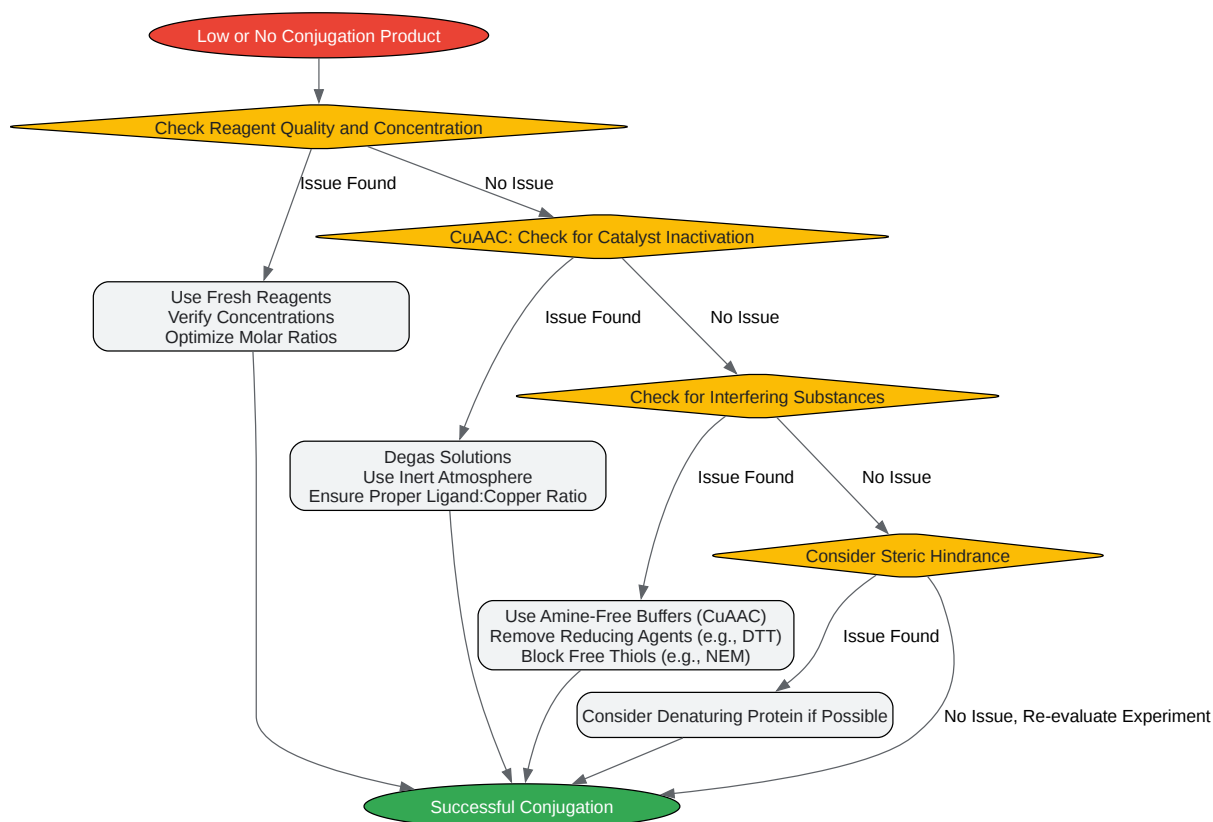 Low or No Conjugation Product
Check Reagent Quality and Concentration
Issue Found
No Issue
CuAAC: Check for Catalyst Inactivation
Use Fresh Reagents
Verify Concentrations
Optimize Molar Ratios
Issue Found
No Issue
Check for Interfering Substances
Degas Solutions
Use Inert Atmosphere
Ensure Proper Ligand:Copper Ratio
Issue Found
No Issue
Consider Steric Hindrance
Use Amine-Free Buffers (CuAAC)
Remove Reducing Agents (e.g., DTT)
Block Free Thiols (e.g., NEM)
Issue Found
Consider Denaturing Protein if Possible
No Issue, Re-evaluate Experiment
Successful Conjugation